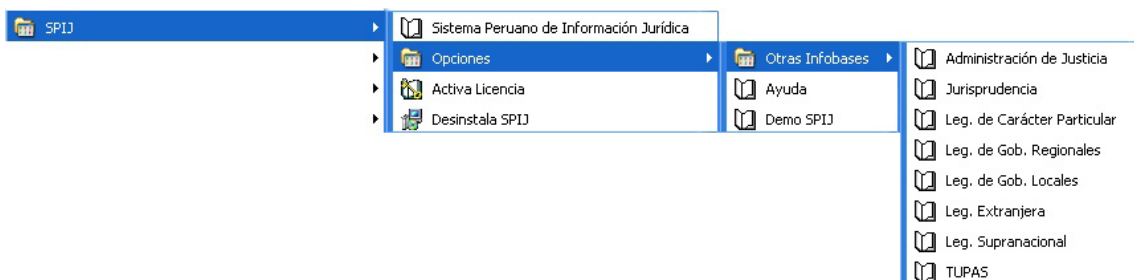 SPIJ
Sistema Peruano de Información Jurídica
Opciones
Activa Licencia
Desinstala SPIJ
Otras Infobases
Ayuda
Demo SPIJ
Administración de Justicia
Jurisprudencia
Leg. de Carácter Particular
Leg. de Gob. Regionales
Leg. de Gob. Locales
Leg. Extranjera
Leg. Supranacional
TUPAS